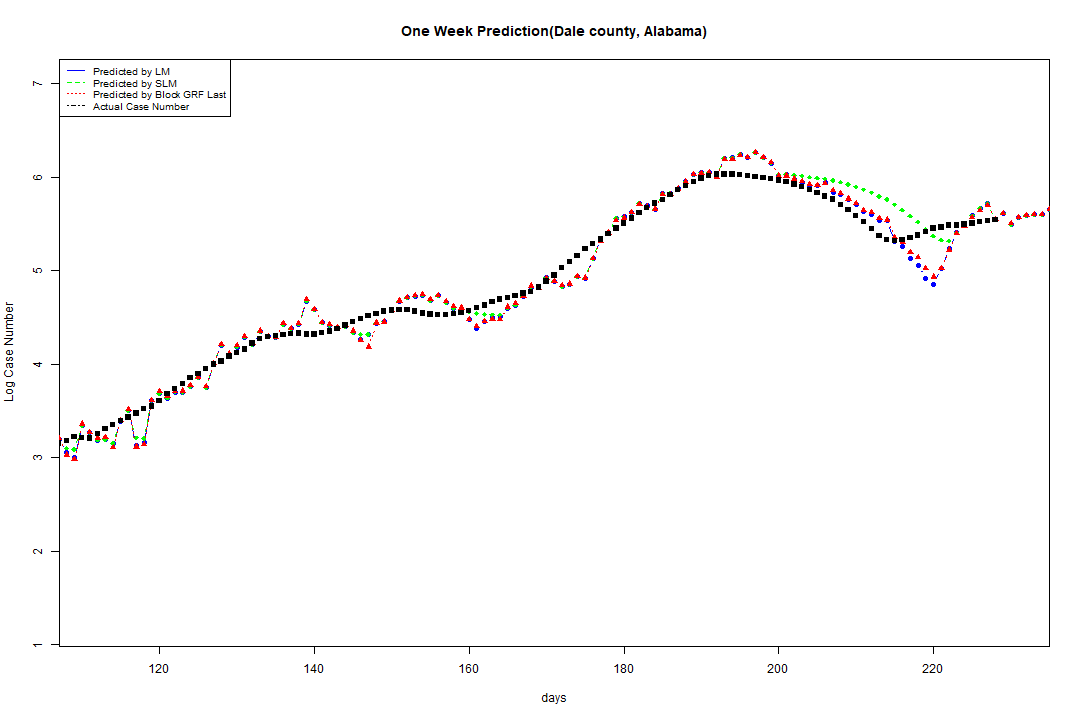 One Week Prediction(Dale county, Alabama)
Predicted by LM
Predicted by SLM
Predicted by Block GRF Last
Actual Case Number
7
6
5
4
3
2
1
Log Case Number
120 140 160 180 200 220
days